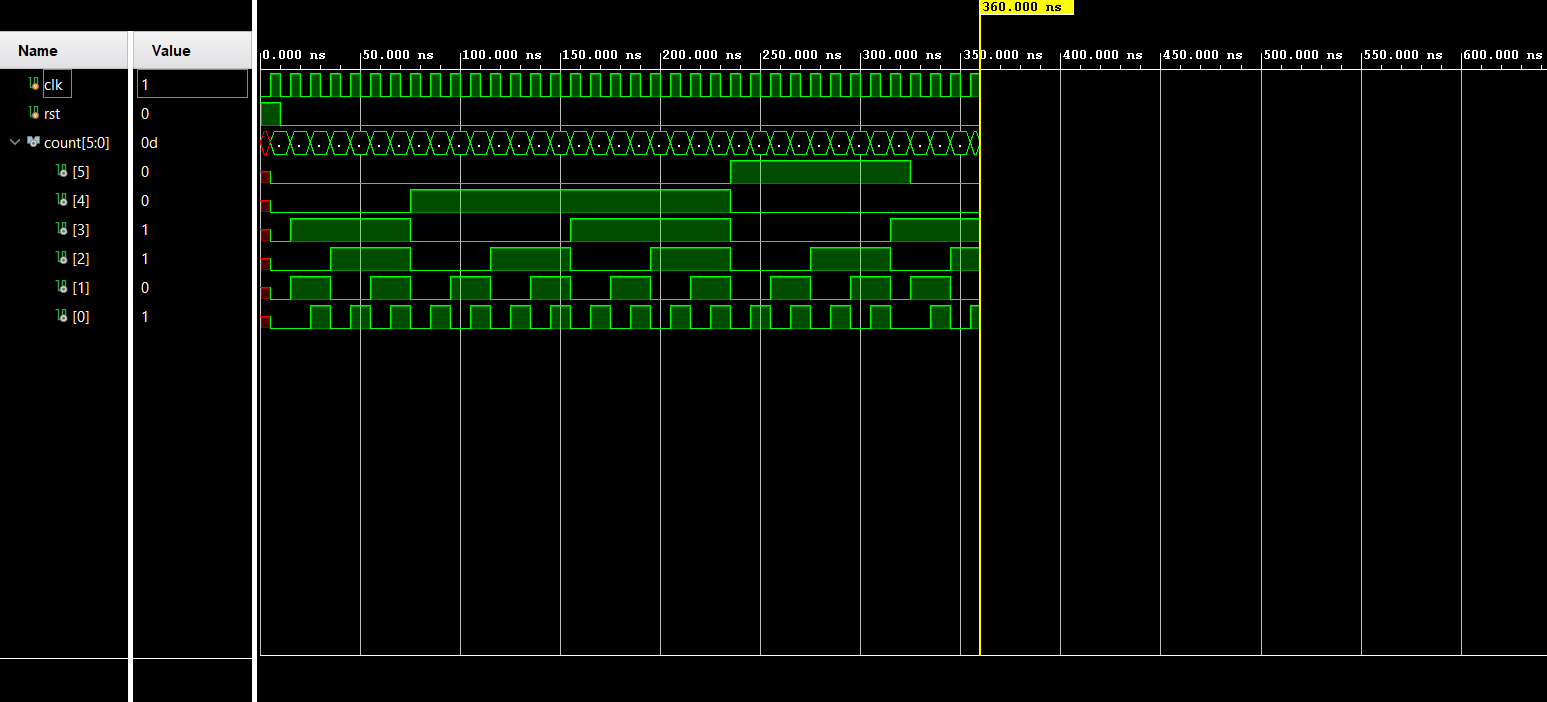 360.000 ns
Name Value
0.000 ns 50.000 ns 100.000 ns 150.000 ns 200.000 ns 250.000 ns 300.000 ns 350.000 ns 400.000 ns 450.000 ns 500.000 ns 550.000 ns 600.000 ns
clk 1
rst 0
count[5:0] 0d
[5] 0
[4] 0
[3] 1
[2] 1
[1] 0
[0] 1